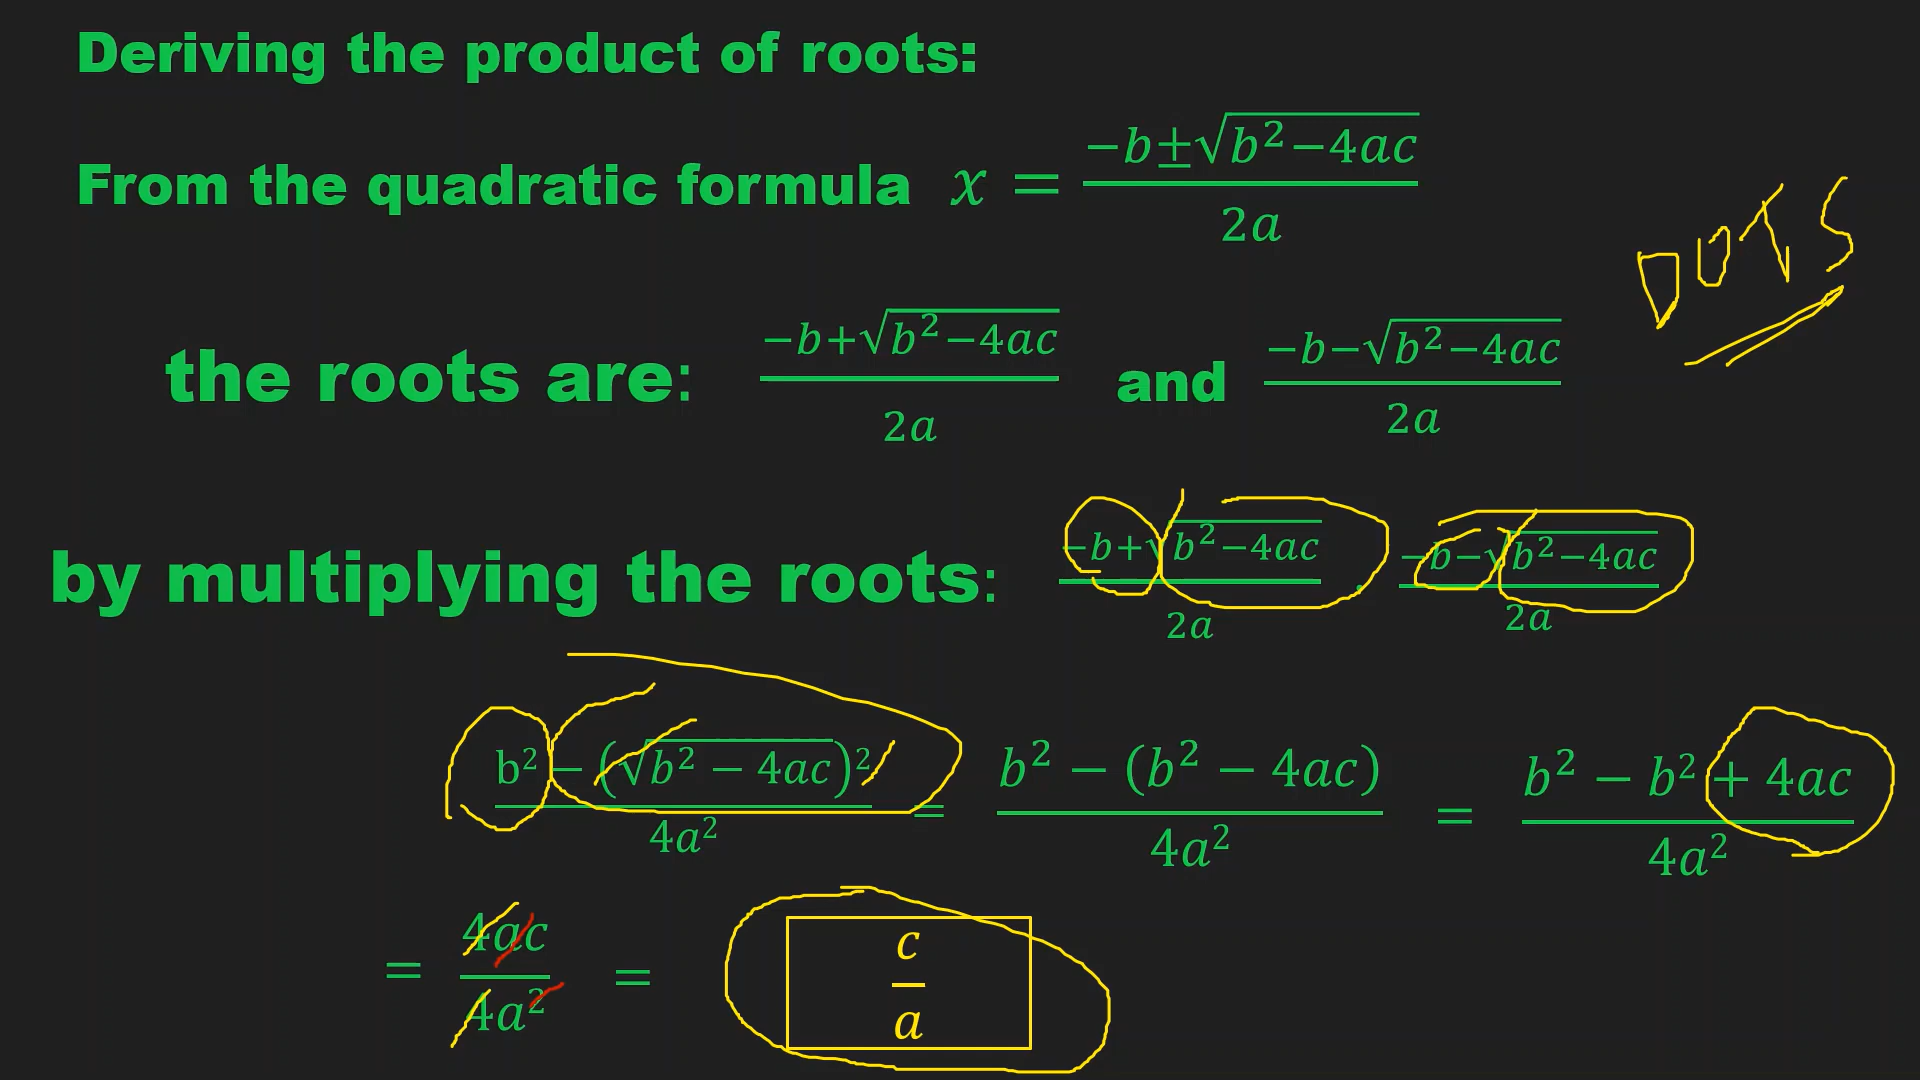 Deriving the product of roots:
From the quadratic formula x = (−b±√(b²−4ac))/(2a)
DOTS
the roots are: (−b+√(b²−4ac))/(2a) and (−b−√(b²−4ac))/(2a)
by multiplying the roots: (−b+√(b²−4ac))/(2a) . (−b−√(b²−4ac))/(2a)
(b² − (√(b² − 4ac))²)/(4a²) = (b² − (b² − 4ac))/(4a²) = (b² − b² + 4ac)/(4a²)
= (4ac)/(4a²) = c/a